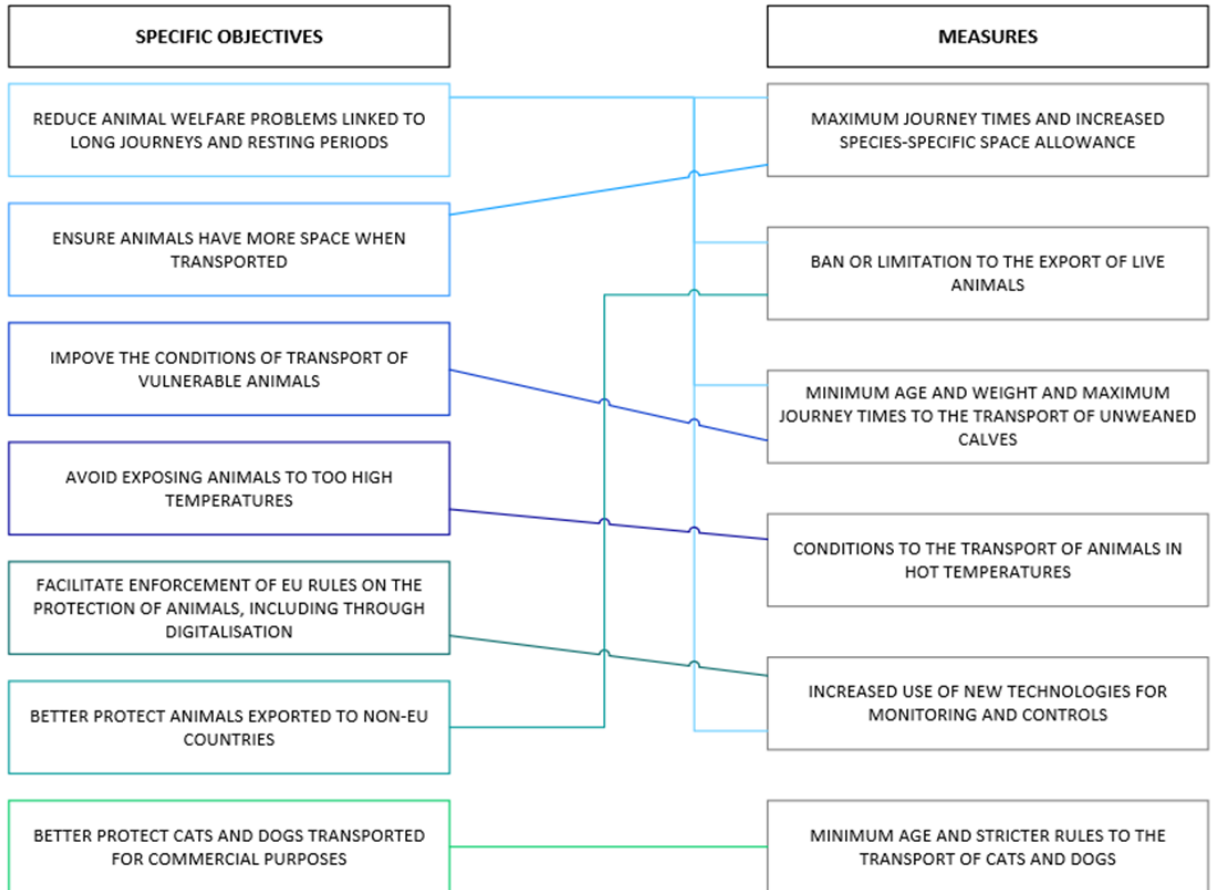 SPECIFIC OBJECTIVES
MEASURES
REDUCE ANIMAL WELFARE PROBLEMS LINKED TO
LONG JOURNEYS AND RESTING PERIODS
MAXIMUM JOURNEY TIMES AND INCREASED
SPECIES-SPECIFIC SPACE ALLOWANCE
ENSURE ANIMALS HAVE MORE SPACE WHEN
TRANSPORTED
BAN OR LIMITATION TO THE EXPORT OF LIVE
ANIMALS
IMPOVE THE CONDITIONS OF TRANSPORT OF
VULNERABLE ANIMALS
MINIMUM AGE AND WEIGHT AND MAXIMUM
JOURNEY TIMES TO THE TRANSPORT OF UNWEANED
CALVES
AVOID EXPOSING ANIMALS TO TOO HIGH
TEMPERATURES
CONDITIONS TO THE TRANSPORT OF ANIMALS IN
HOT TEMPERATURES
FACILITATE ENFORCEMENT OF EU RULES ON THE
PROTECTION OF ANIMALS, INCLUDING THROUGH
DIGITALISATION
INCREASED USE OF NEW TECHNOLOGIES FOR
MONITORING AND CONTROLS
BETTER PROTECT ANIMALS EXPORTED TO NON-EU
COUNTRIES
BETTER PROTECT CATS AND DOGS TRANSPORTED
FOR COMMERCIAL PURPOSES
MINIMUM AGE AND STRICTER RULES TO THE
TRANSPORT OF CATS AND DOGS